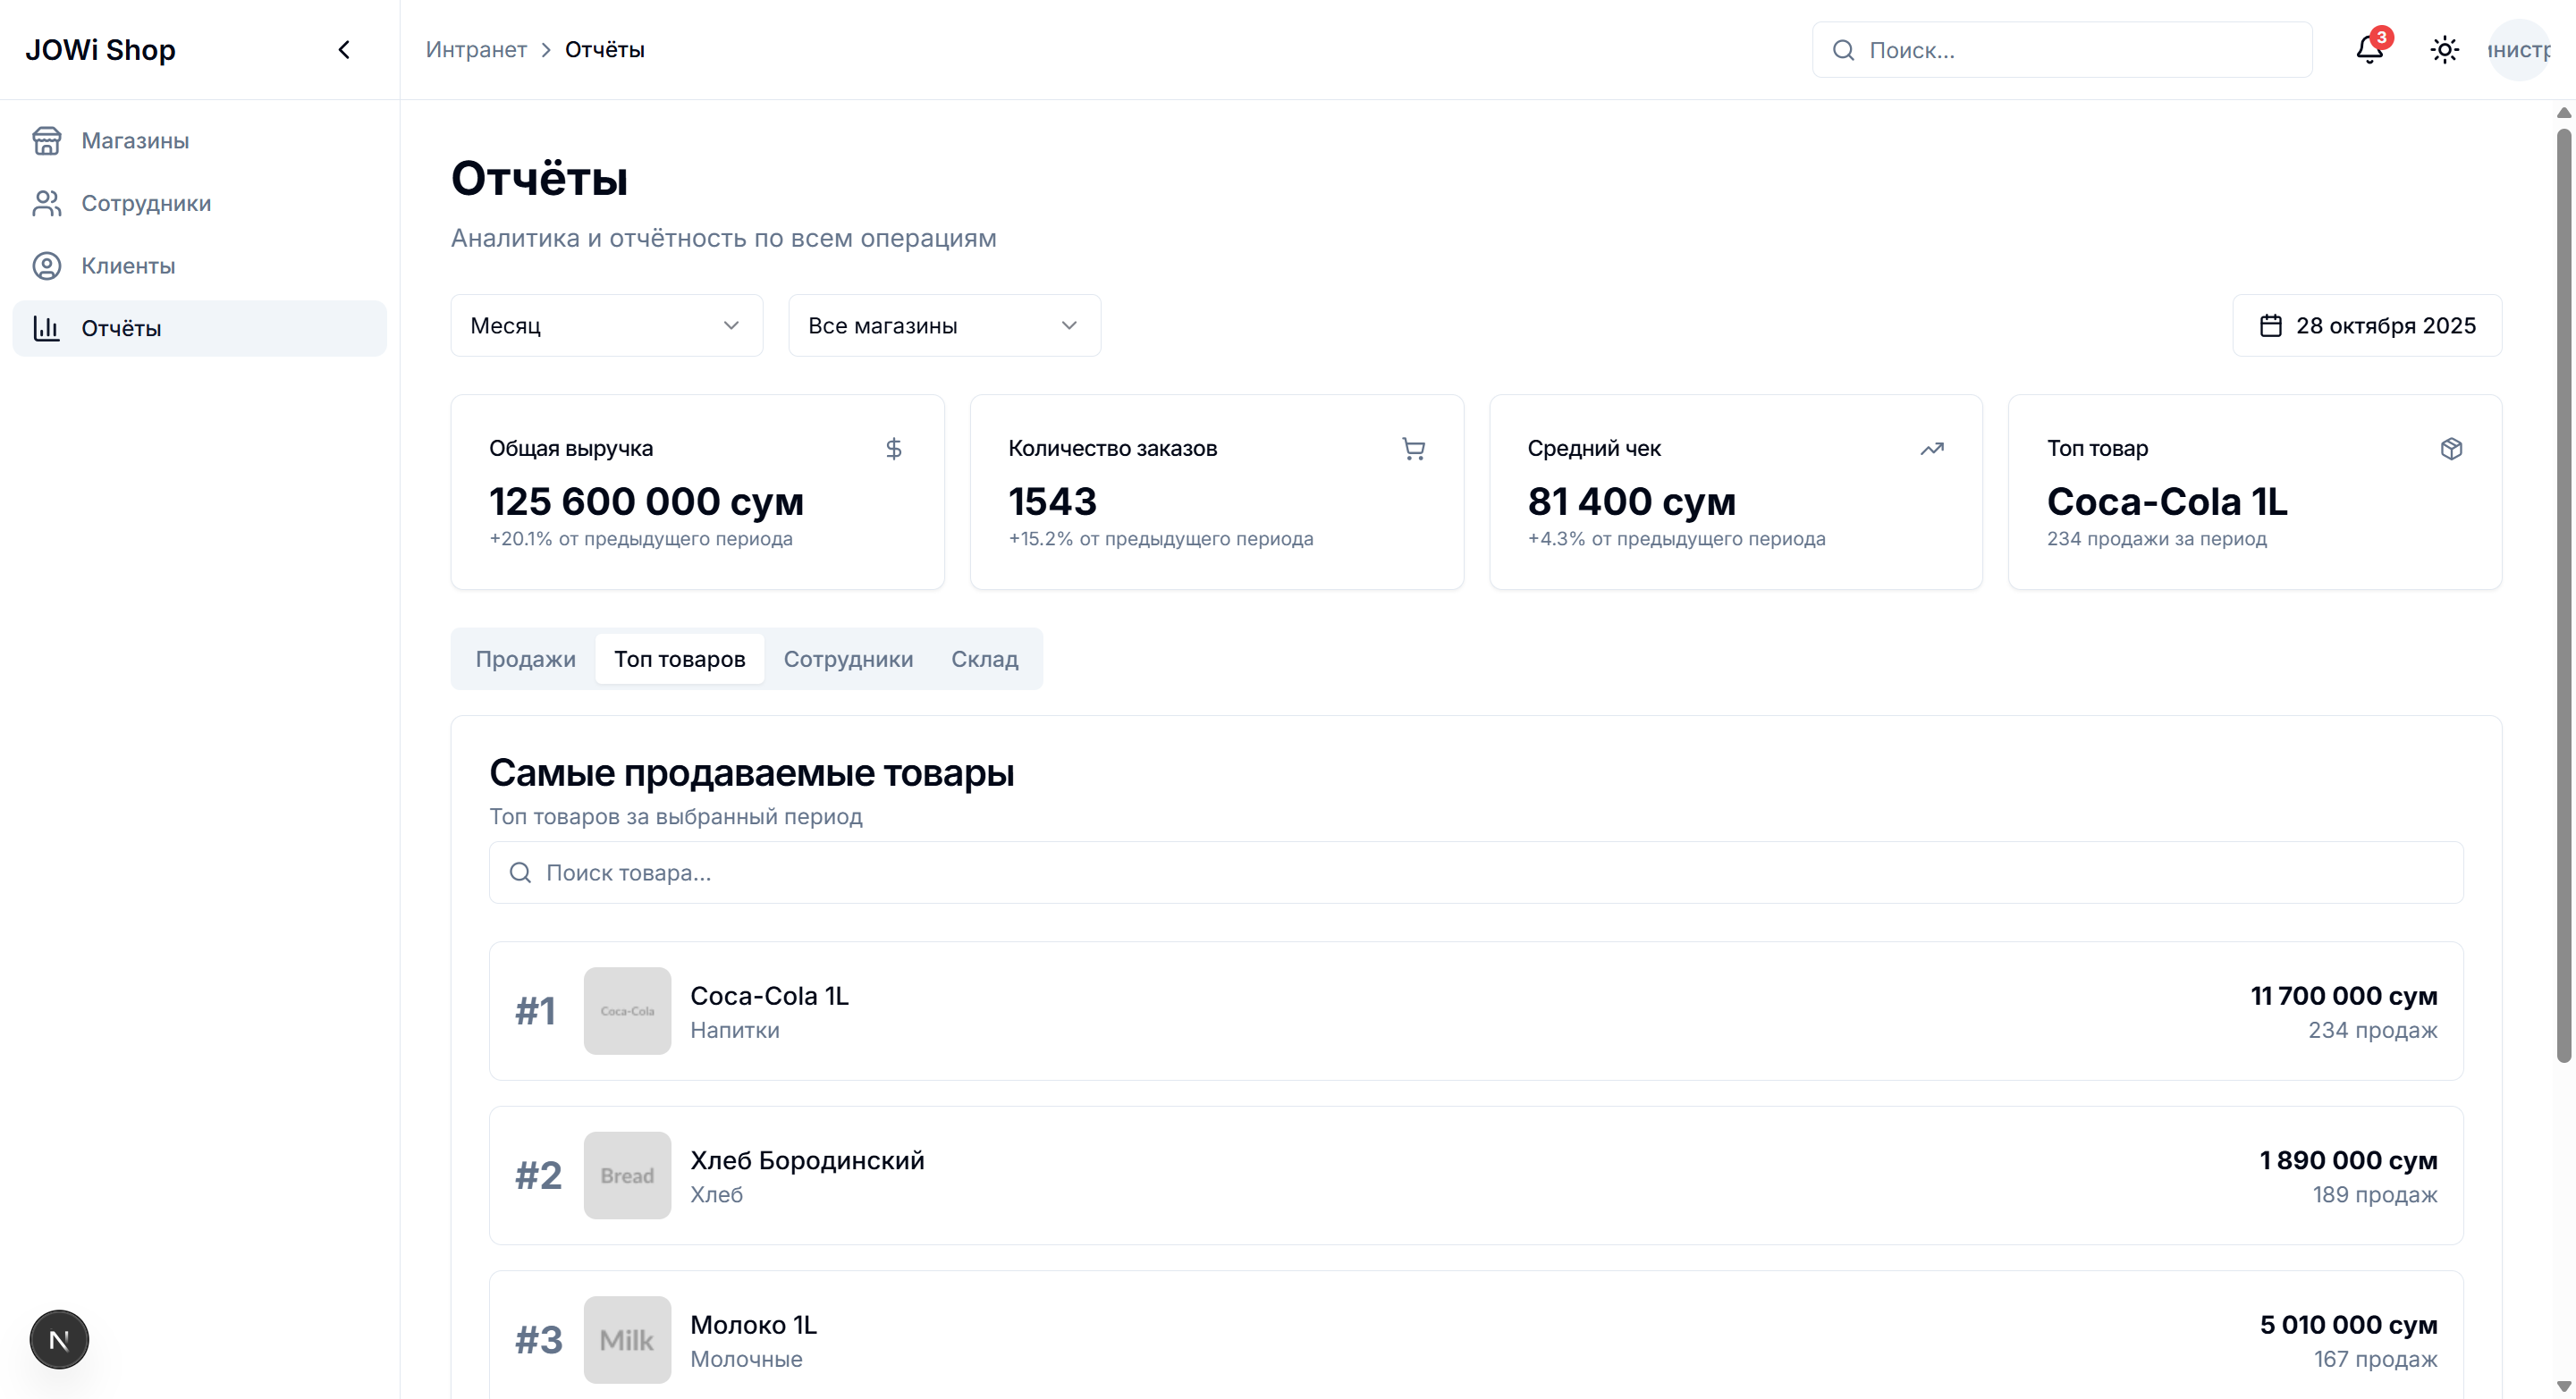 JOWi Shop
Интранет > Отчёты
Поиск...
3
Магазины
Сотрудники
Клиенты
Отчёты
Отчёты
Аналитика и отчётность по всем операциям
Месяц
Все магазины
28 октября 2025
Общая выручка
125 600 000 сум
+20.1% от предыдущего периода
Количество заказов
1543
+15.2% от предыдущего периода
Средний чек
81 400 сум
+4.3% от предыдущего периода
Топ товар
Coca-Cola 1L
234 продажи за период
Продажи
Топ товаров
Сотрудники
Склад
Самые продаваемые товары
Топ товаров за выбранный период
Поиск товара...
#1
Coca-Cola
Coca-Cola 1L
Напитки
11 700 000 сум
234 продаж
#2
Bread
Хлеб Бородинский
Хлеб
1 890 000 сум
189 продаж
#3
Milk
Молоко 1L
Молочные
5 010 000 сум
167 продаж
N